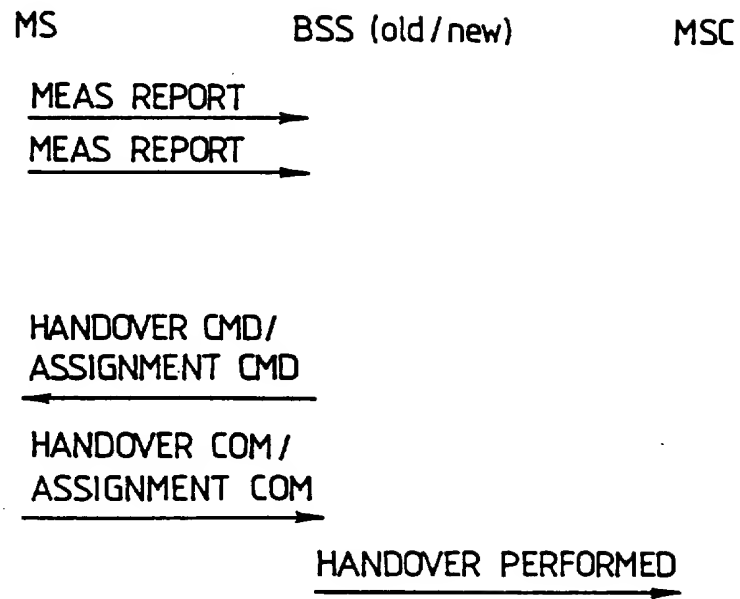 MS BSS (old/new) MSC
MEAS REPORT
MEAS REPORT
HANDOVER CMD/
ASSIGNMENT CMD
HANDOVER COM/
ASSIGNMENT COM
HANDOVER PERFORMED